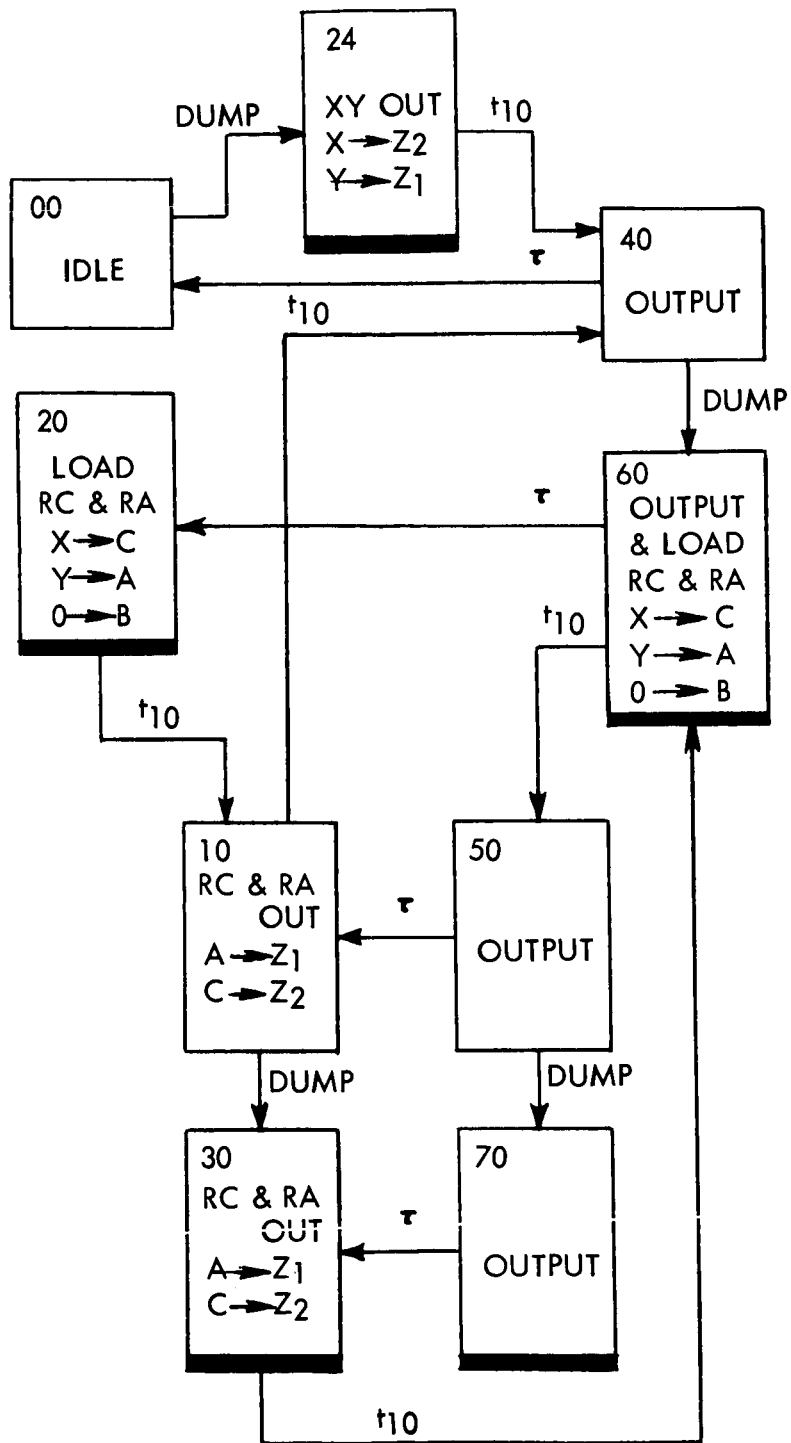 24
XY OUT
X → Z2
Y → Z1
DUMP
t10
00
IDLE
40
OUTPUT
τ
t10
DUMP
20
LOAD
RC & RA
X → C
Y → A
0 → B
τ
60
OUTPUT
& LOAD
RC & RA
X → C
Y → A
0 → B
t10
t10
10
RC & RA
OUT
A → Z1
C → Z2
τ
50
OUTPUT
DUMP
DUMP
30
RC & RA
OUT
A → Z1
C → Z2
τ
70
OUTPUT
t10